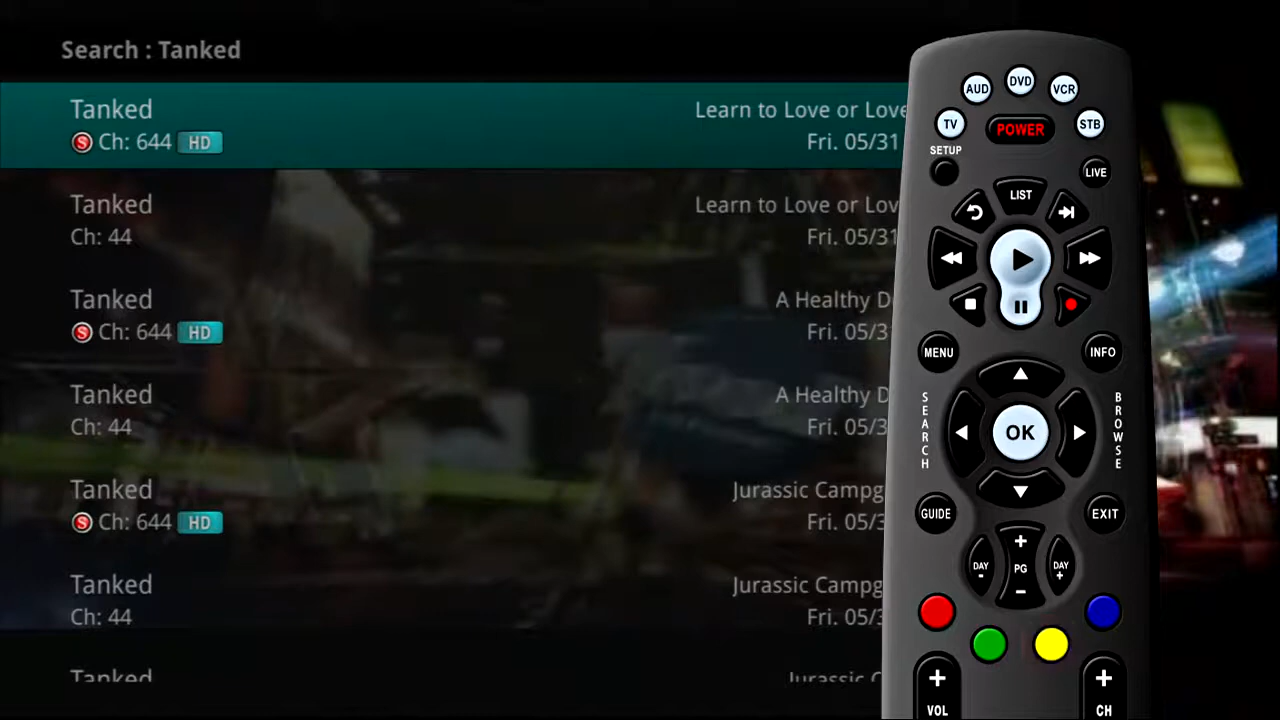 Search : Tanked
Tanked
Learn to Love or Love
S Ch: 644 HD
Fri. 05/31
Tanked
Learn to Love or Lov
Ch: 44
Fri. 05/31
Tanked
A Healthy D
S Ch: 644 HD
Fri. 05/3
Tanked
A Healthy D
Ch: 44
Fri. 05/3
Tanked
Jurassic Campg
S Ch: 644 HD
Fri. 05/3
Tanked
Jurassic Campg
Ch: 44
Fri. 05/3
Tanked
Jurassic C
AUD DVD VCR
TV POWER STB
SETUP
LIVE
LIST
MENU INFO
SEARCH OK BROWSE
GUIDE EXIT
+
DAY - PG DAY +
-
+ +
VOL CH